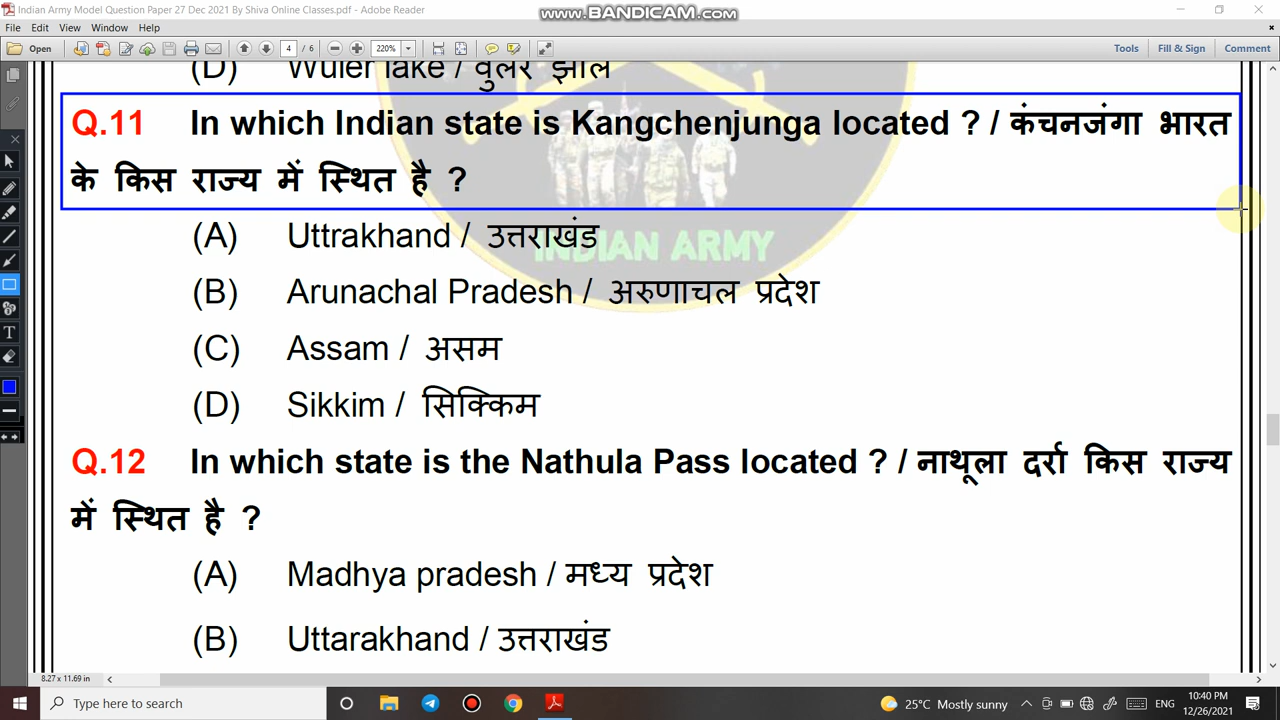 Indian Army Model Question Paper 27 Dec 2021 By Shiva Online Classes.pdf - Adobe Reader
www.BANDICAM.com
File Edit View Window Help
Open 4 / 6 220% Tools Fill & Sign Comment
(D) Wuler lake / वुलर झील
Q.11 In which Indian state is Kangchenjunga located ? / कंचनजंगा भारत
के किस राज्य में स्थित है ?
(A) Uttrakhand / उत्तराखंड
INDIAN ARMY
(B) Arunachal Pradesh / अरुणाचल प्रदेश
(C) Assam / असम
(D) Sikkim / सिक्किम
Q.12 In which state is the Nathula Pass located ? / नाथूला दर्रा किस राज्य
में स्थित है ?
(A) Madhya pradesh / मध्य प्रदेश
(B) Uttarakhand / उत्तराखंड
8.27 x 11.69 in
Type here to search 25°C Mostly sunny ENG 10:40 PM
12/26/2021